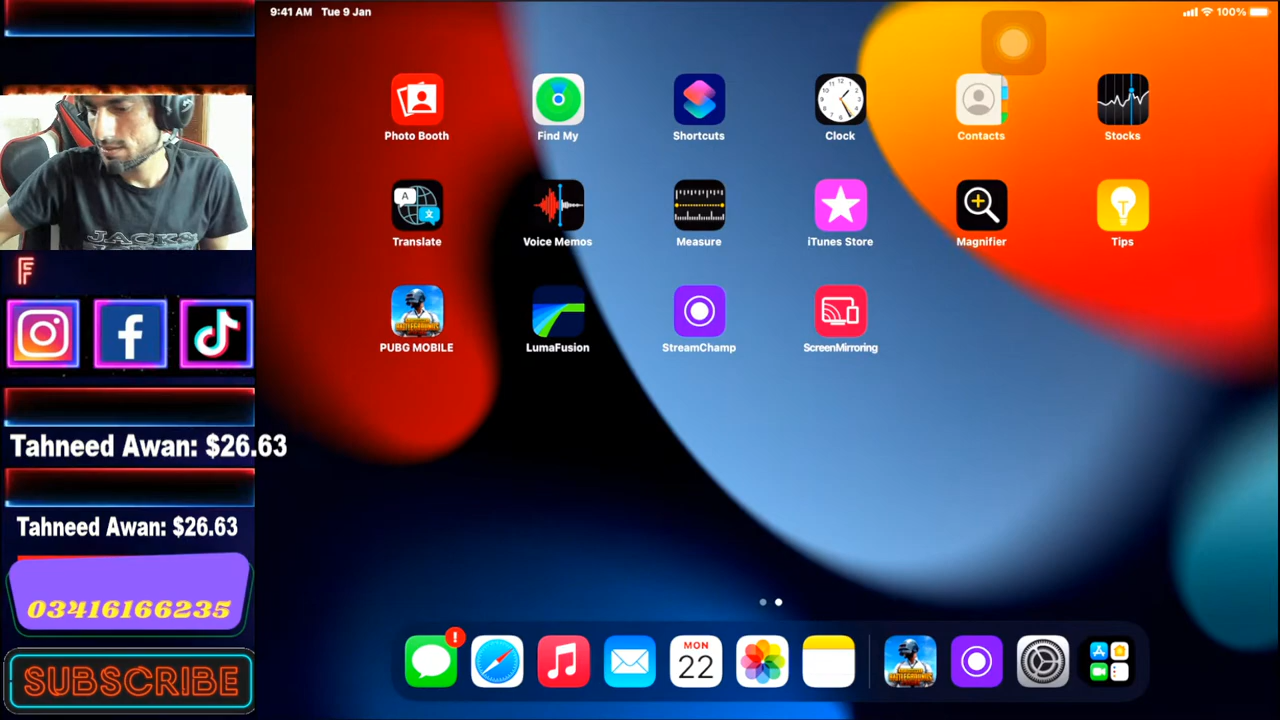 9:41 AM Tue 9 Jan
100%
Photo Booth
Find My
Shortcuts
Clock
Contacts
Stocks
Translate
Voice Memos
Measure
iTunes Store
Magnifier
Tips
PUBG MOBILE
LumaFusion
StreamChamp
ScreenMirroring
MON
22
F
Tahneed Awan: $26.63
Tahneed Awan: $26.63
03416166235
SUBSCRIBE